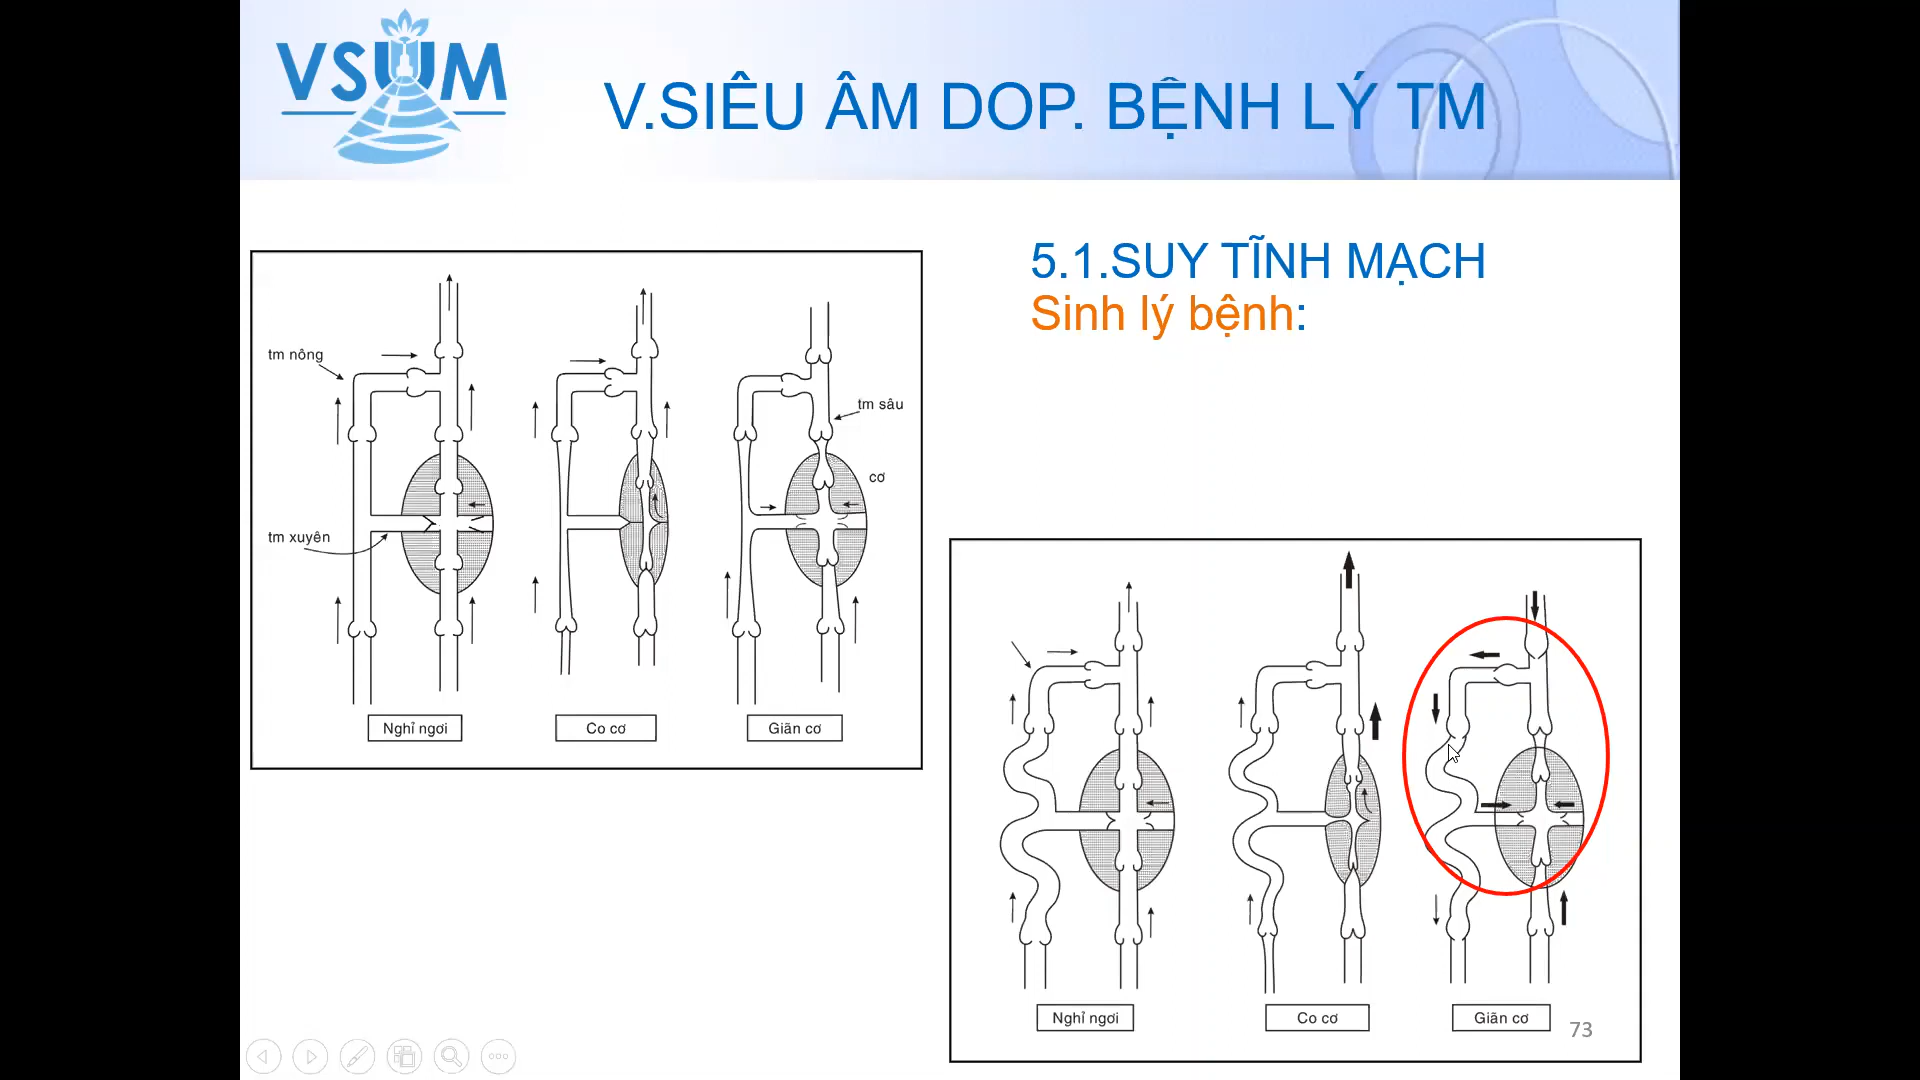 VSUM
V.SIÊU ÂM DOP. BỆNH LÝ TM
5.1.SUY TĨNH MẠCH
Sinh lý bệnh:
tm nông
tm sâu
cơ
tm xuyên
Nghỉ ngơi
Co cơ
Giãn cơ
Nghỉ ngơi
Co cơ
Giãn cơ
73